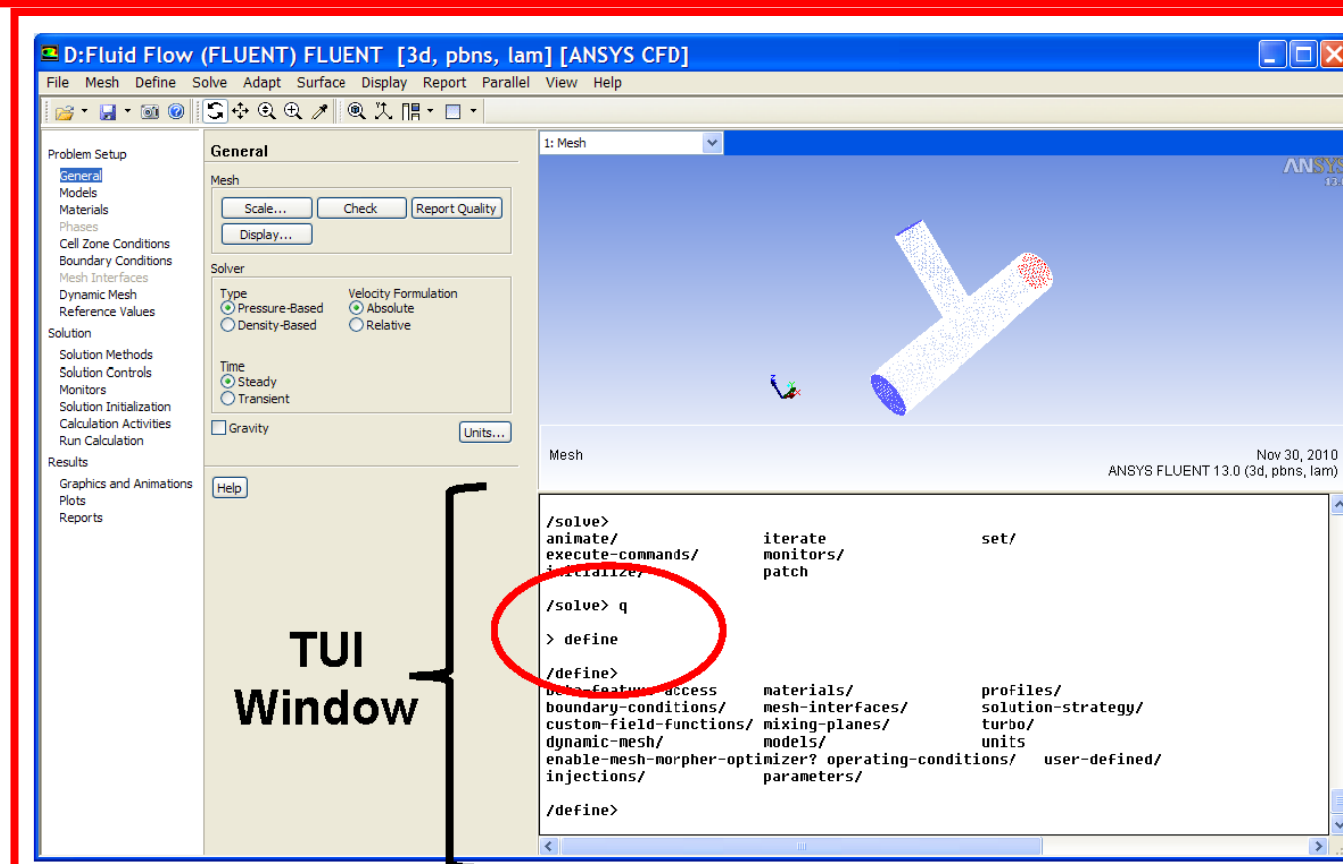 D:Fluid Flow (FLUENT) FLUENT [3d, pbns, lam] [ANSYS CFD]
File Mesh Define Solve Adapt Surface Display Report Parallel View Help
Problem Setup
General
Models
Materials
Phases
Cell Zone Conditions
Boundary Conditions
Mesh Interfaces
Dynamic Mesh
Reference Values
Solution
Solution Methods
Solution Controls
Monitors
Solution Initialization
Calculation Activities
Run Calculation
Results
Graphics and Animations
Plots
Reports
General
Mesh
Scale... Check Report Quality
Display...
Solver
Type Velocity Formulation
Pressure-Based Absolute
Density-Based Relative
Time
Steady
Transient
Gravity Units...
Help
TUI
Window
1: Mesh
ANSYS
Z
X
Mesh Nov 30, 2010
ANSYS FLUENT 13.0 (3d, pbns, lam)
/solve>
animate/ iterate set/
execute-commands/ monitors/
initialize/ patch
/solve> q
> define
/define>
beta-feature-access materials/ profiles/
boundary-conditions/ mesh-interfaces/ solution-strategy/
custom-field-functions/ mixing-planes/ turbo/
dynamic-mesh/ models/ units
enable-mesh-morpher-optimizer? operating-conditions/ user-defined/
injections/ parameters/
/define>